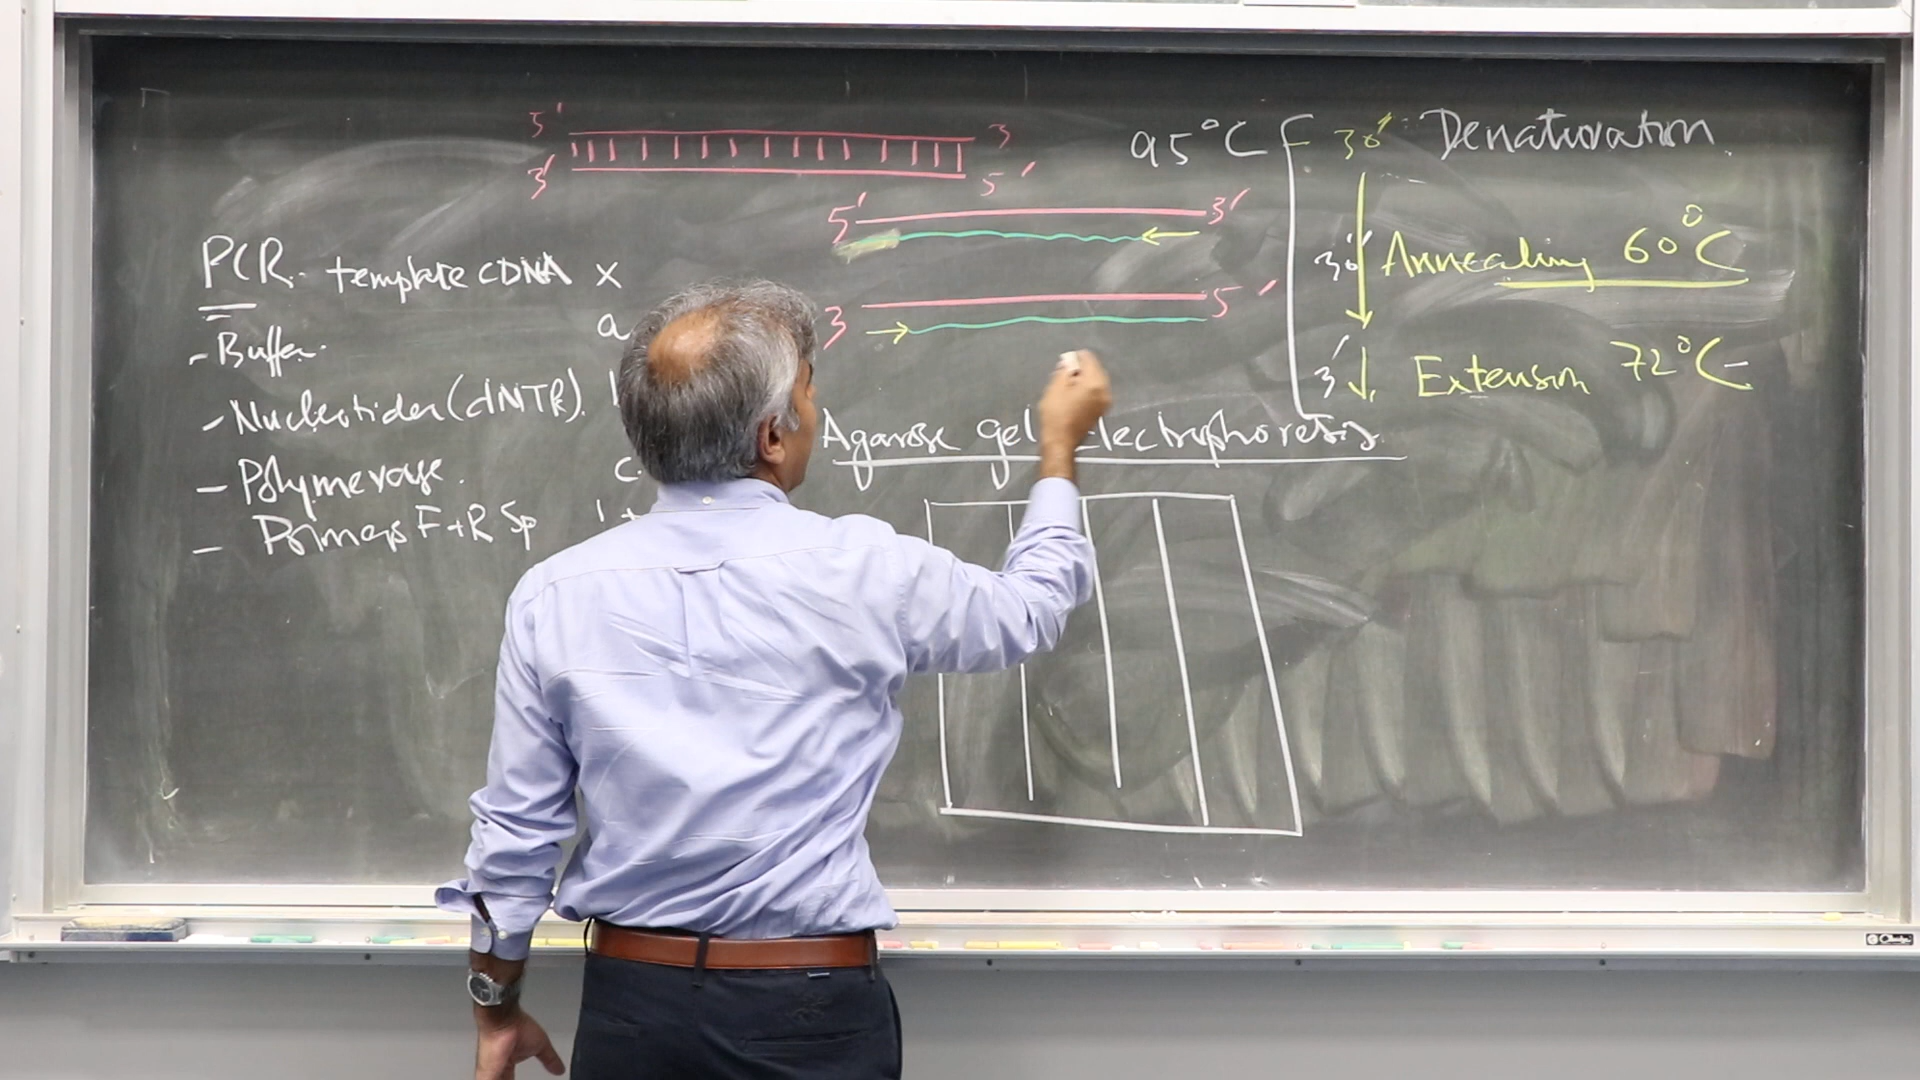 5' 3
3' 5'
95°C 30' Denaturation
5' 3'
30' Annealing 60°C
3 5'
3' Extension 72°C
PCR template cDNA x
- Buffer. a
- Nucleotides (dNTR).
- Polymerase. c.
- Primers F+R Sp
Agarose gel Electrophoresis